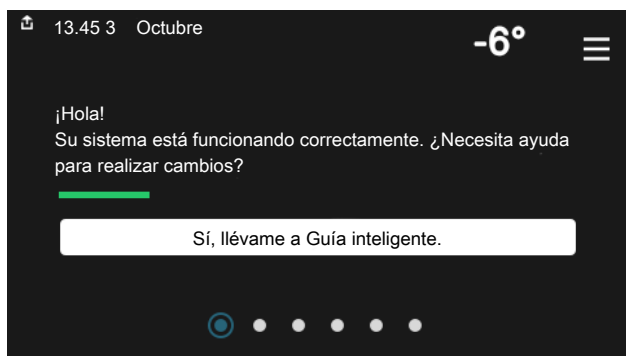 13.45 3 Octubre
-6°
¡Hola!
Su sistema está funcionando correctamente. ¿Necesita ayuda
para realizar cambios?
Sí, llévame a Guía inteligente.